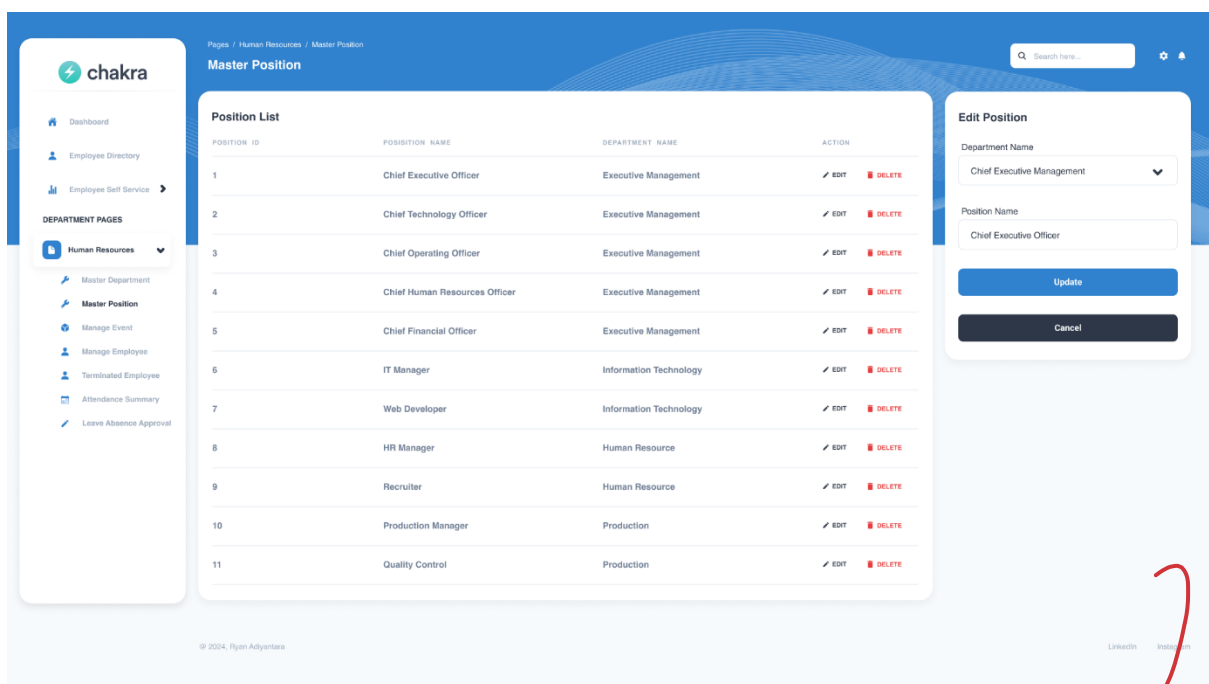 chakra
Dashboard
Employee Directory
Employee Self Service
DEPARTMENT PAGES
Human Resources
Master Department
Master Position
Manage Event
Manage Employee
Terminated Employee
Attendance Summary
Leave Absence Approval
Pages / Human Resources / Master Position
Master Position
Search here...
Position List
POSITION ID POSISITION NAME DEPARTMENT NAME ACTION
1 Chief Executive Officer Executive Management EDIT DELETE
2 Chief Technology Officer Executive Management EDIT DELETE
3 Chief Operating Officer Executive Management EDIT DELETE
4 Chief Human Resources Officer Executive Management EDIT DELETE
5 Chief Financial Officer Executive Management EDIT DELETE
6 IT Manager Information Technology EDIT DELETE
7 Web Developer Information Technology EDIT DELETE
8 HR Manager Human Resource EDIT DELETE
9 Recruiter Human Resource EDIT DELETE
10 Production Manager Production EDIT DELETE
11 Quality Control Production EDIT DELETE
Edit Position
Department Name
Chief Executive Management
Position Name
Chief Executive Officer
Update
Cancel
@ 2024, Ryan Adiyantara
LinkedIn Instagram